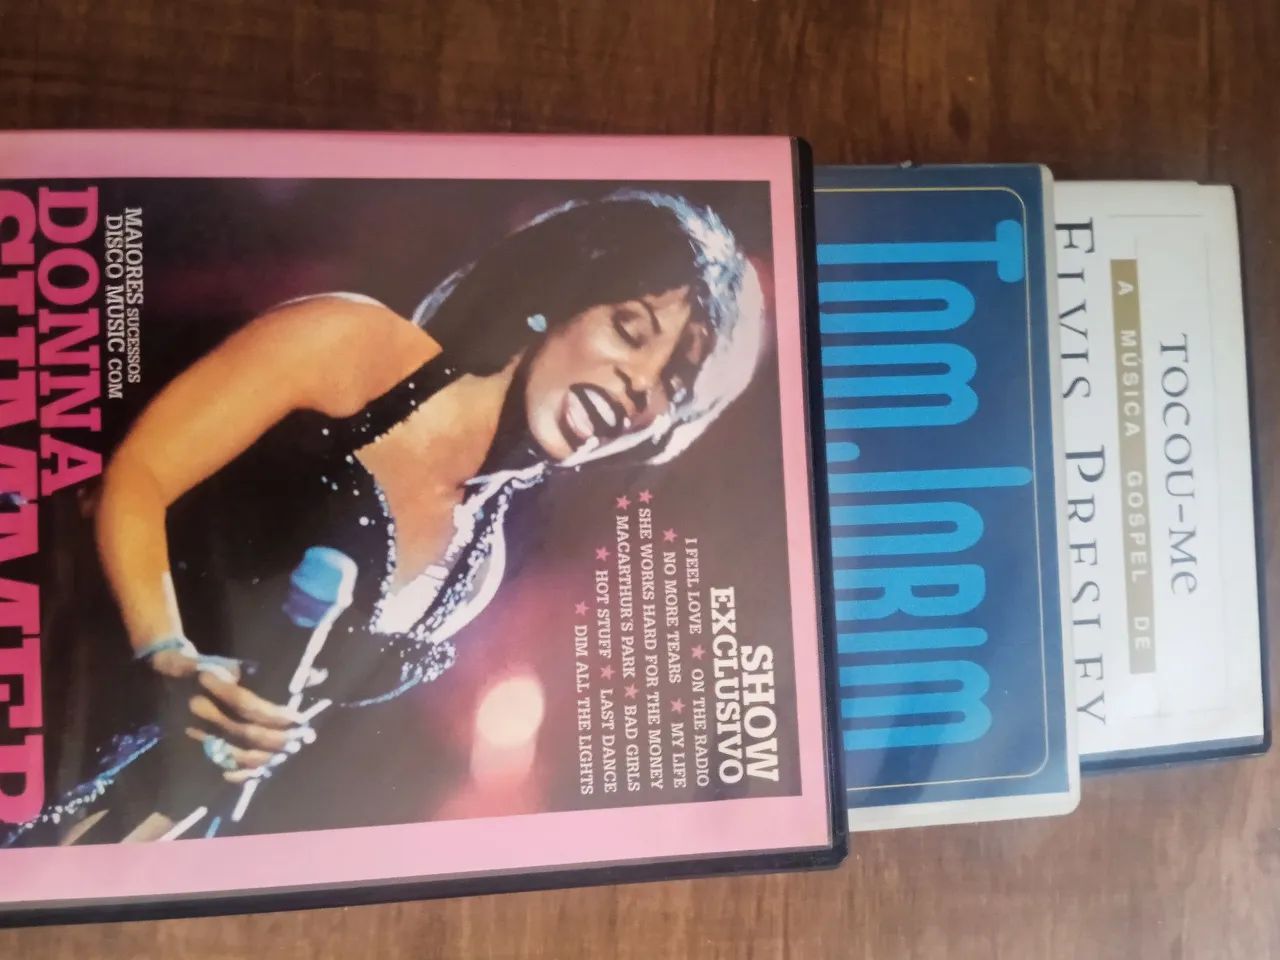 SHOW
EXCLUSIVO
I FEEL LOVE ★ ON THE RADIO
★ NO MORE TEARS ★ MY LIFE
★ SHE WORKS HARD FOR THE MONEY
★ MACARTHUR'S PARK ★ BAD GIRLS
★ HOT STUFF ★ LAST DANCE
★ DIM ALL THE LIGHTS
MAIORES SUCESSOS
DISCO MUSIC COM
DONNA
SUMMER
Tom Jobim
TOCOU-ME
A MÚSICA GOSPEL DE
ELVIS PRESLEY